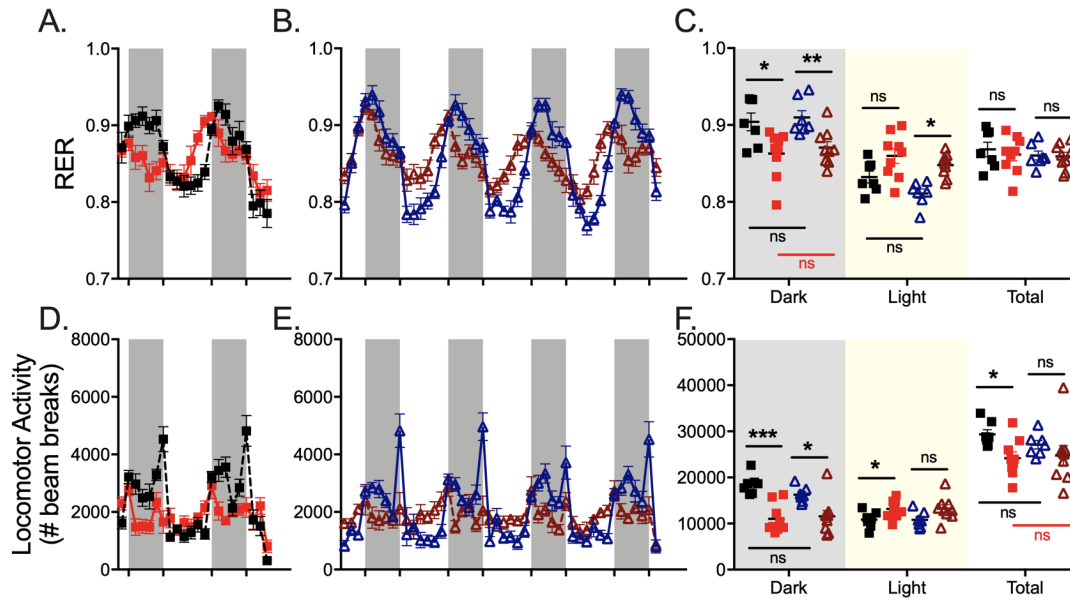 A. B. C.
RER
1.0
0.9
0.8
0.7
1.0
0.9
0.8
0.7
1.0
0.9
0.8
0.7
* ** ns ns * ns ns
ns ns ns
Dark Light Total
D. E. F.
Locomotor Activity
(# beam breaks)
8000
6000
4000
2000
0
8000
6000
4000
2000
0
50000
40000
30000
20000
10000
0
*** * * ns * ns
ns ns ns
Dark Light Total